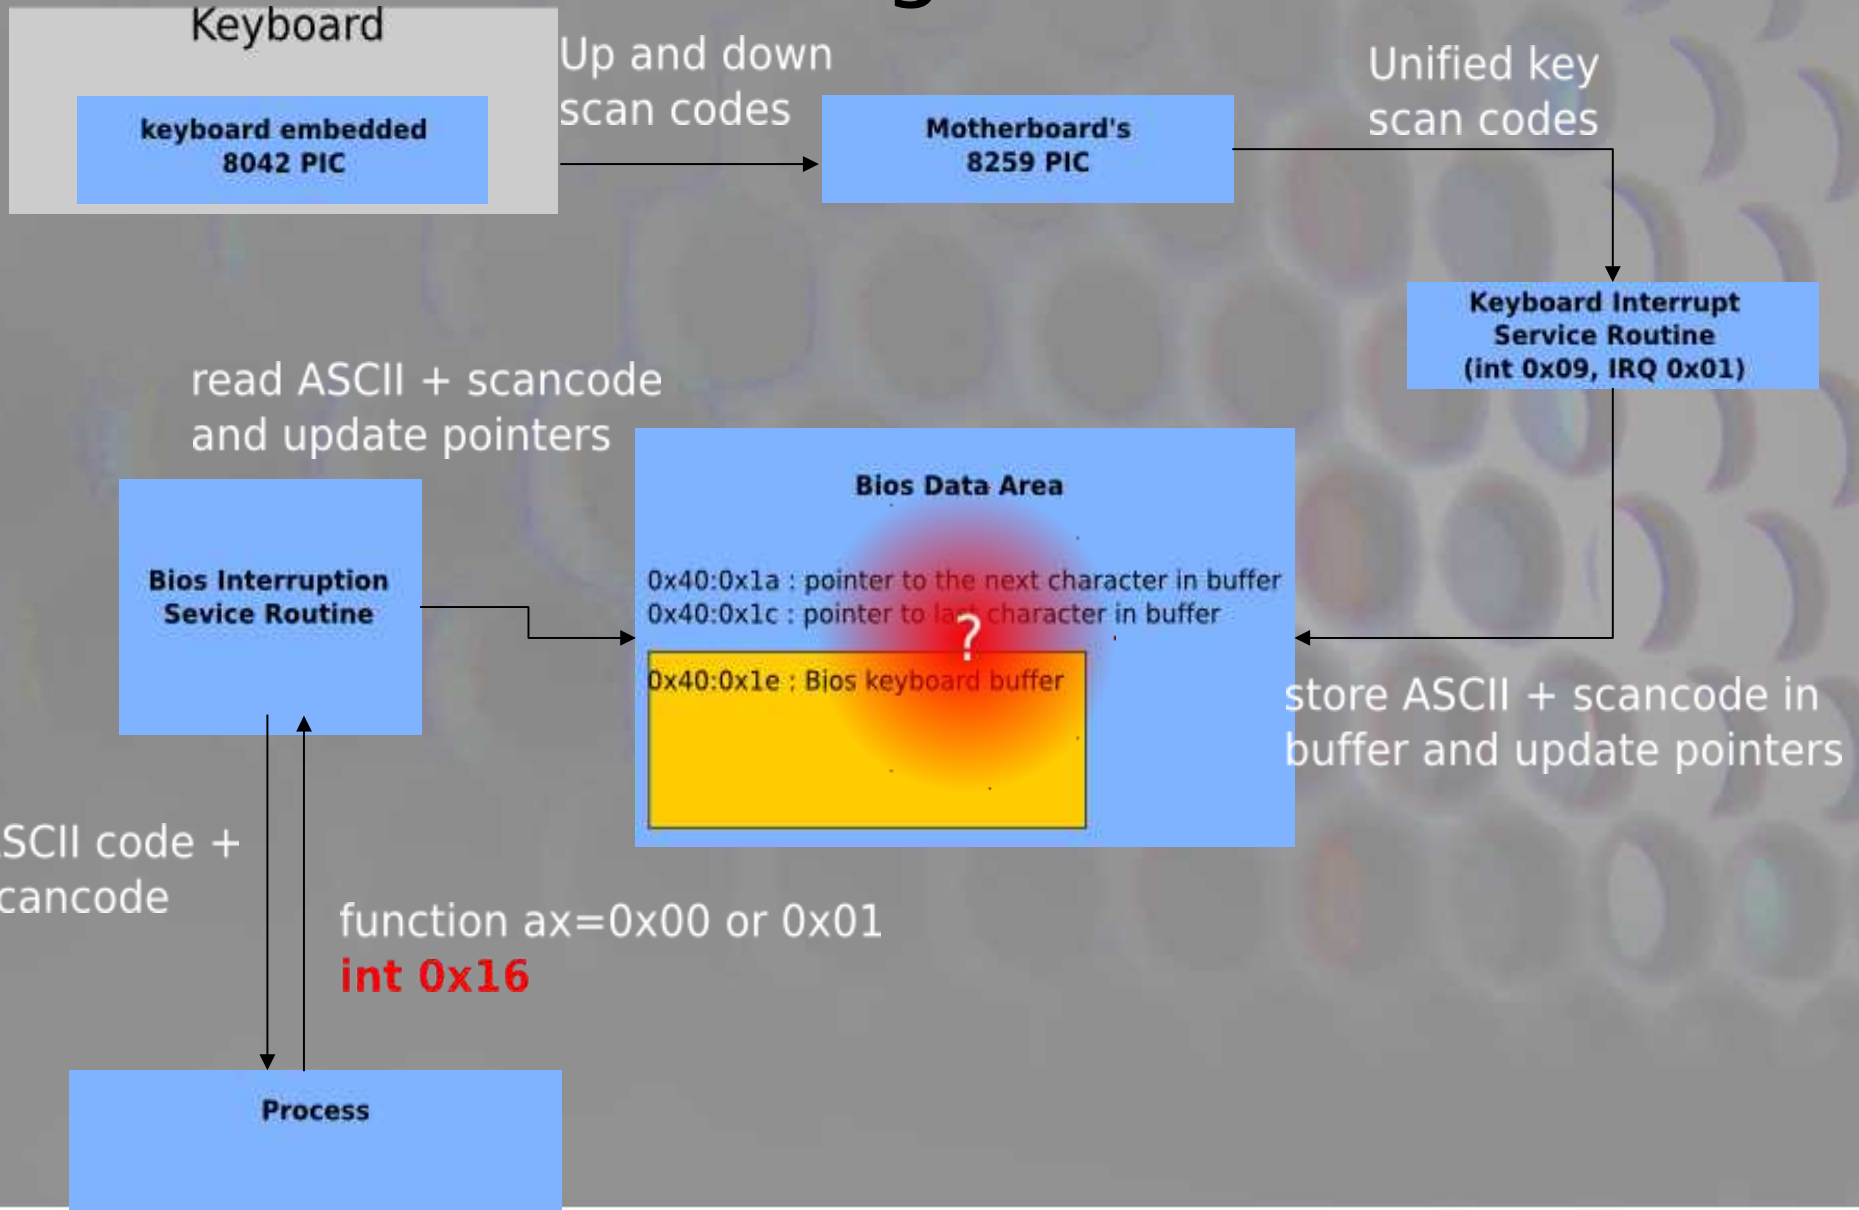 Keyboard
keyboard embedded
8042 PIC
Up and down
scan codes
Motherboard's
8259 PIC
Unified key
scan codes
Keyboard Interrupt
Service Routine
(int 0x09, IRQ 0x01)
read ASCII + scancode
and update pointers
Bios Data Area
0x40:0x1a : pointer to the next character in buffer
0x40:0x1c : pointer to last character in buffer
?
0x40:0x1e : Bios keyboard buffer
Bios Interruption
Sevice Routine
store ASCII + scancode in
buffer and update pointers
SCII code +
cancode
function ax=0x00 or 0x01
int 0x16
Process